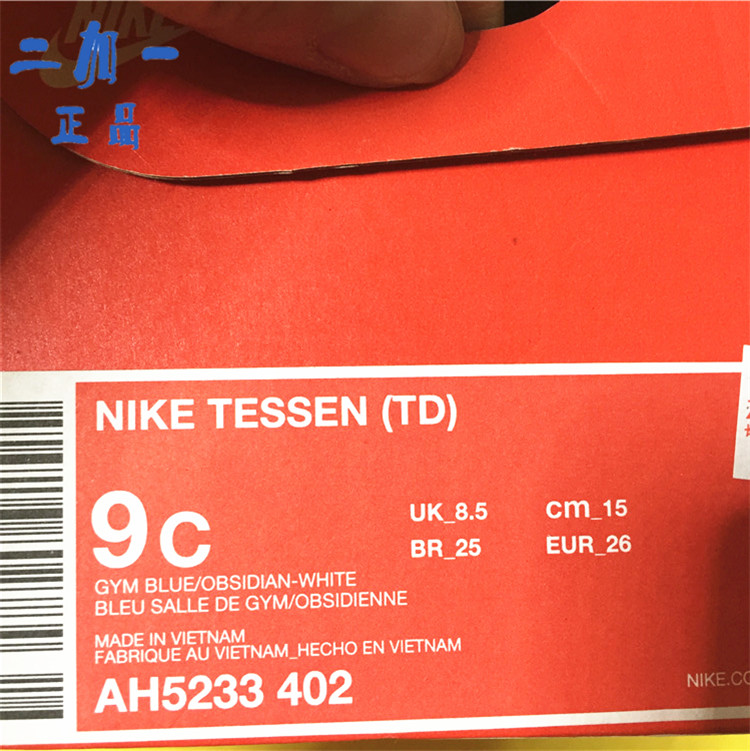 NIKE
二加一
正品
NIKE TESSEN (TD)
9C
UK_8.5 cm_15
BR_25 EUR_26
GYM BLUE/OBSIDIAN-WHITE
BLEU SALLE DE GYM/OBSIDIENNE
MADE IN VIETNAM
FABRIQUE AU VIETNAM_HECHO EN VIETNAM
AH5233 402
NIKE.CO